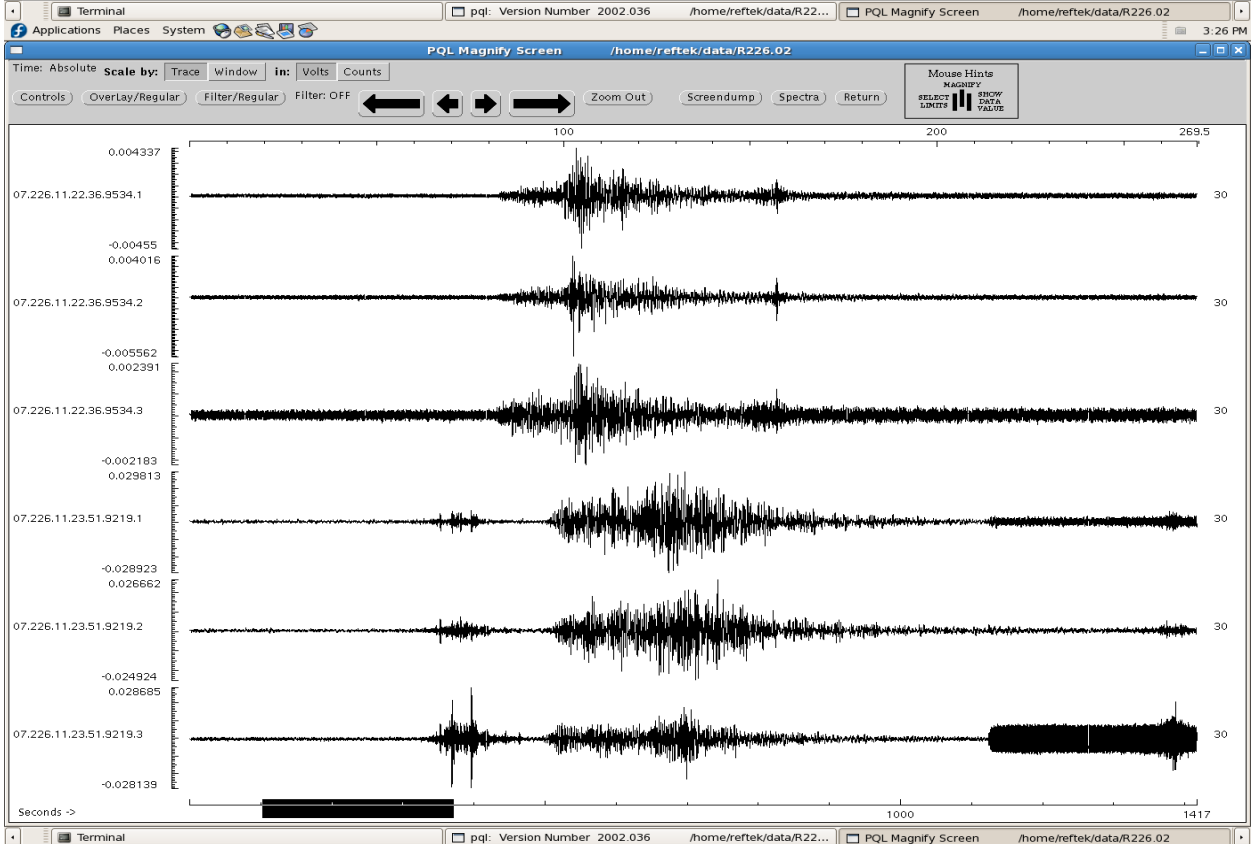 Terminal pql: Version Number 2002.036 /home/reftek/data/R22... PQL Magnify Screen /home/reftek/data/R226.02
Applications Places System 3:26 PM
PQL Magnify Screen /home/reftek/data/R226.02
Time: Absolute Scale by: Trace Window in: Volts Counts
Mouse Hints
MAGNIFY
SELECT LIMITS
SHOW DATA VALUE
Controls OverLay/Regular Filter/Regular Filter: OFF Zoom Out Screendump Spectra Return
100 200 269.5
0.004337
07.226.11.22.36.9534.1 30
-0.00455
0.004016
07.226.11.22.36.9534.2 30
-0.005562
0.002391
07.226.11.22.36.9534.3 30
-0.002183
0.029813
07.226.11.23.51.9219.1 30
-0.028923
0.026662
07.226.11.23.51.9219.2 30
-0.024924
0.028685
07.226.11.23.51.9219.3 30
-0.028139
Seconds -> 1000 1417
Terminal pql: Version Number 2002.036 /home/reftek/data/R22... PQL Magnify Screen /home/reftek/data/R226.02